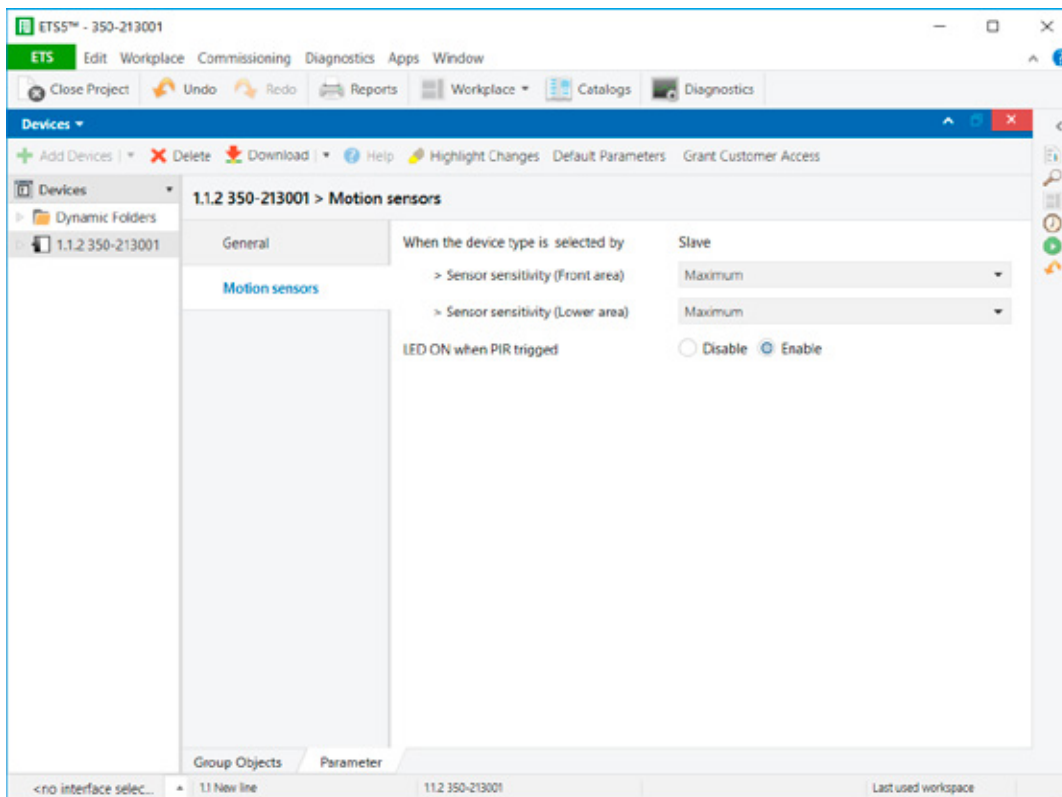 ETS5™ - 350-213001
ETS Edit Workplace Commissioning Diagnostics Apps Window
Close Project Undo Redo Reports Workplace Catalogs Diagnostics
Devices
Add Devices Delete Download Help Highlight Changes Default Parameters Grant Customer Access
Devices
Dynamic Folders
1.1.2 350-213001
1.1.2 350-213001 > Motion sensors
General
Motion sensors
When the device type is selected by Slave
> Sensor sensitivity (Front area) Maximum
> Sensor sensitivity (Lower area) Maximum
LED ON when PIR trigged Disable Enable
Group Objects Parameter
<no interface selec... 1.1 New line 1.1.2 350-213001 Last used workspace